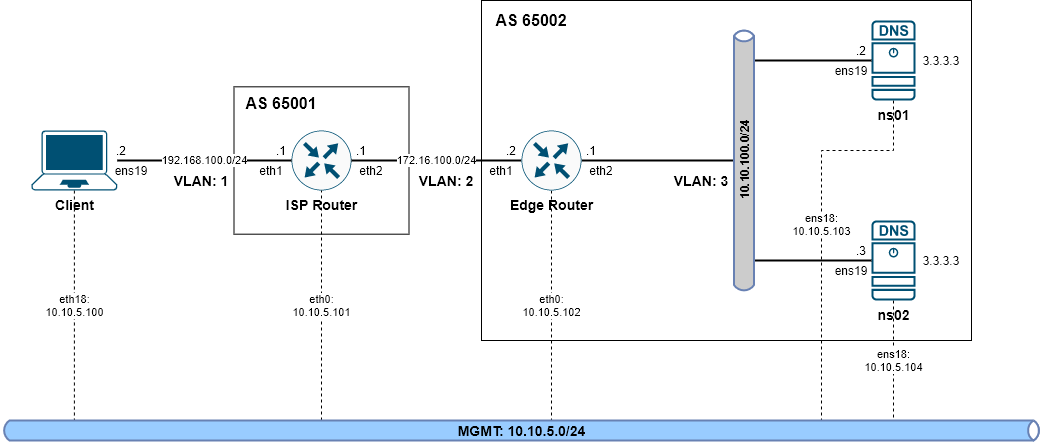 AS 65002
DNS
.2
ens19
3.3.3.3
ns01
AS 65001
.2
ens19
192.168.100.0/24
VLAN: 1
Client
.1
eth1
.1
eth2
ISP Router
172.16.100.0/24
VLAN: 2
.2
eth1
.1
eth2
Edge Router
VLAN: 3
10.10.100.0/24
ens18:
10.10.5.103
DNS
.3
ens19
3.3.3.3
ns02
eth18:
10.10.5.100
eth0:
10.10.5.101
eth0:
10.10.5.102
ens18:
10.10.5.104
MGMT: 10.10.5.0/24